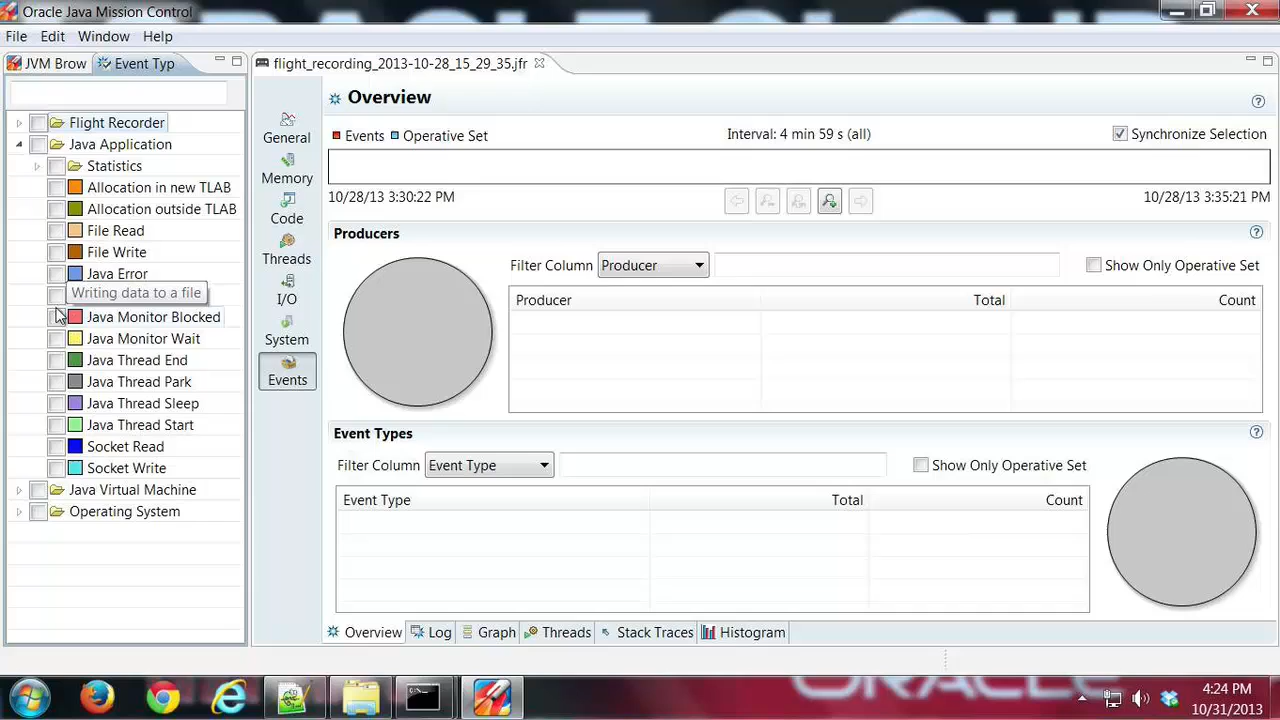 Oracle Java Mission Control
File Edit Window Help
JVM Brow Event Typ
flight_recording_2013-10-28_15_29_35.jfr
Flight Recorder
Java Application
Statistics
Allocation in new TLAB
Allocation outside TLAB
File Read
File Write
Java Error
Writing data to a file
Java Monitor Blocked
Java Monitor Wait
Java Thread End
Java Thread Park
Java Thread Sleep
Java Thread Start
Socket Read
Socket Write
Java Virtual Machine
Operating System
General
Memory
Code
Threads
I/O
System
Events
Overview
Events Operative Set
Interval: 4 min 59 s (all)
Synchronize Selection
10/28/13 3:30:22 PM
10/28/13 3:35:21 PM
Producers
Filter Column Producer
Show Only Operative Set
Producer Total Count
Event Types
Filter Column Event Type
Show Only Operative Set
Event Type Total Count
Overview Log Graph Threads Stack Traces Histogram
ORACLE
4:24 PM
10/31/2013